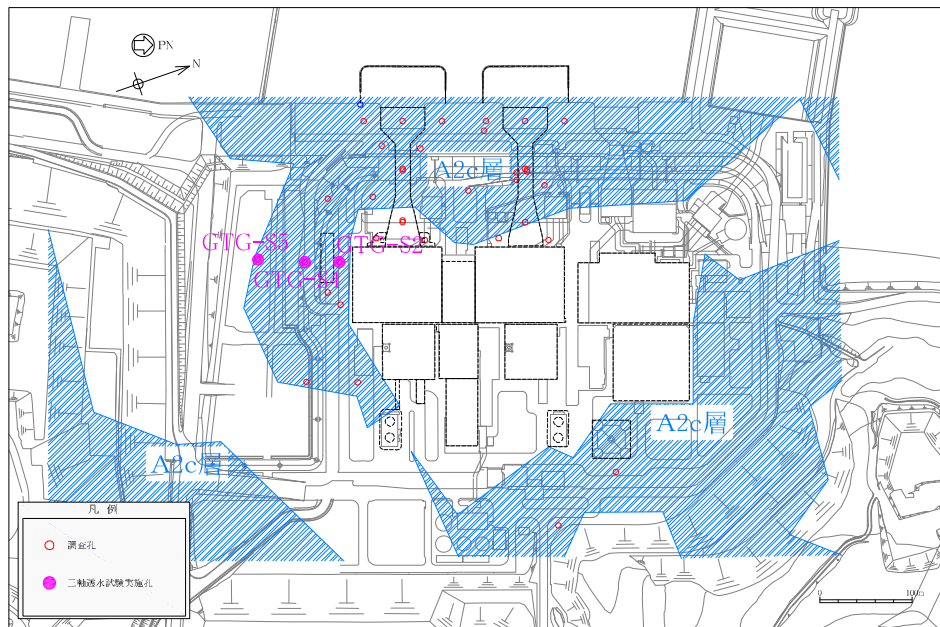 PN
N
A2c層
GTG-S5
GTG-S2
GTG-S4
A2c層
A2c層
凡 例
調査孔
三軸透水試験実施孔
0
100m